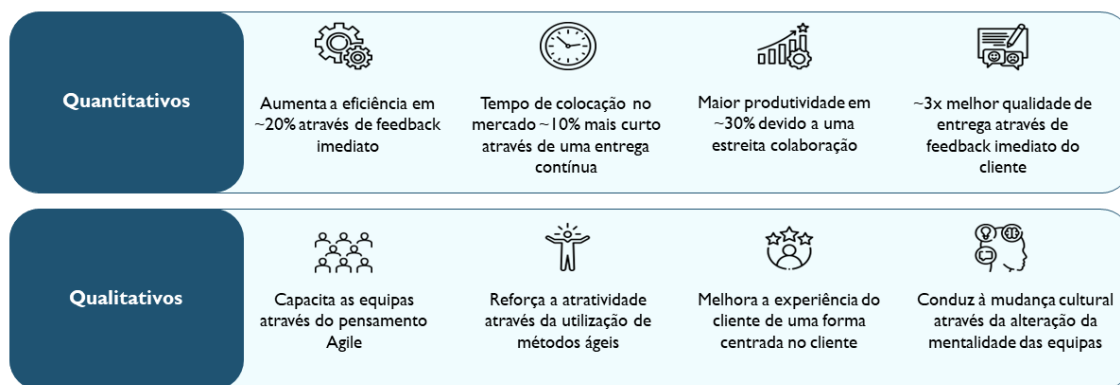 Quantitativos
Aumenta a eficiência em
~20% através de feedback
imediato
Tempo de colocação no
mercado ~10% mais curto
através de uma entrega
contínua
Maior produtividade em
~30% devido a uma
estreita colaboração
~3x melhor qualidade de
entrega através de
feedback imediato do
cliente
Qualitativos
Capacita as equipas
através do pensamento
Agile
Reforça a atratividade
através da utilização de
métodos ágeis
Melhora a experiência do
cliente de uma forma
centrada no cliente
Conduz à mudança cultural
através da alteração da
mentalidade das equipas